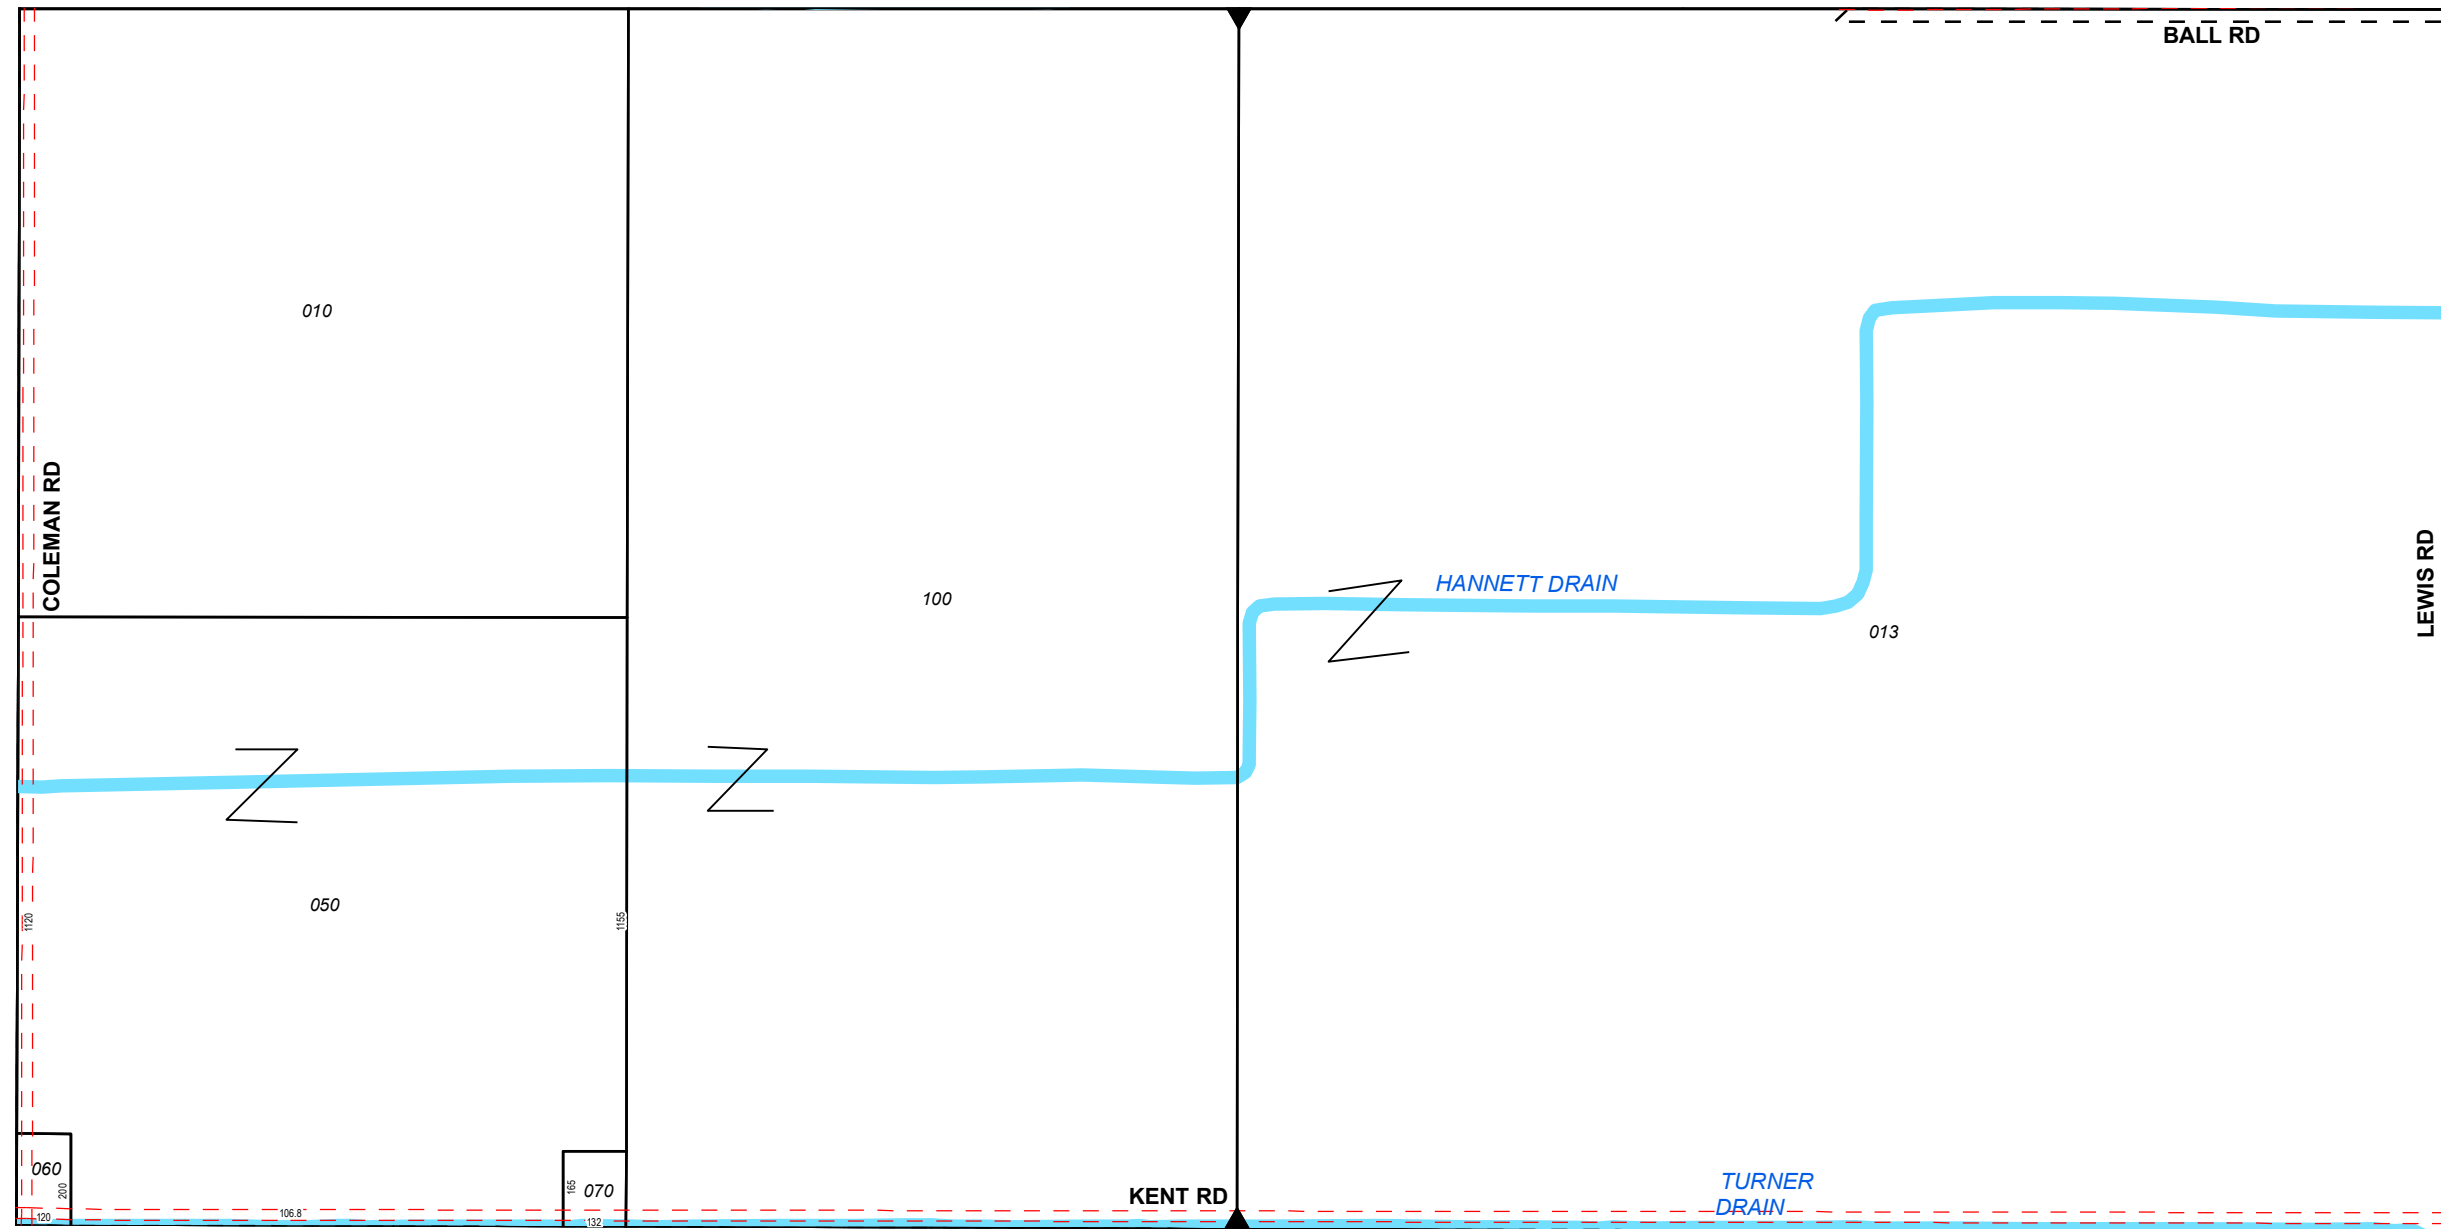 BALL RD
010
COLEMAN RD
100
HANNETT DRAIN
013
LEWIS RD
050
1120
1155
060
200
165
070
KENT RD
TURNER
DRAIN
120
106.8
132